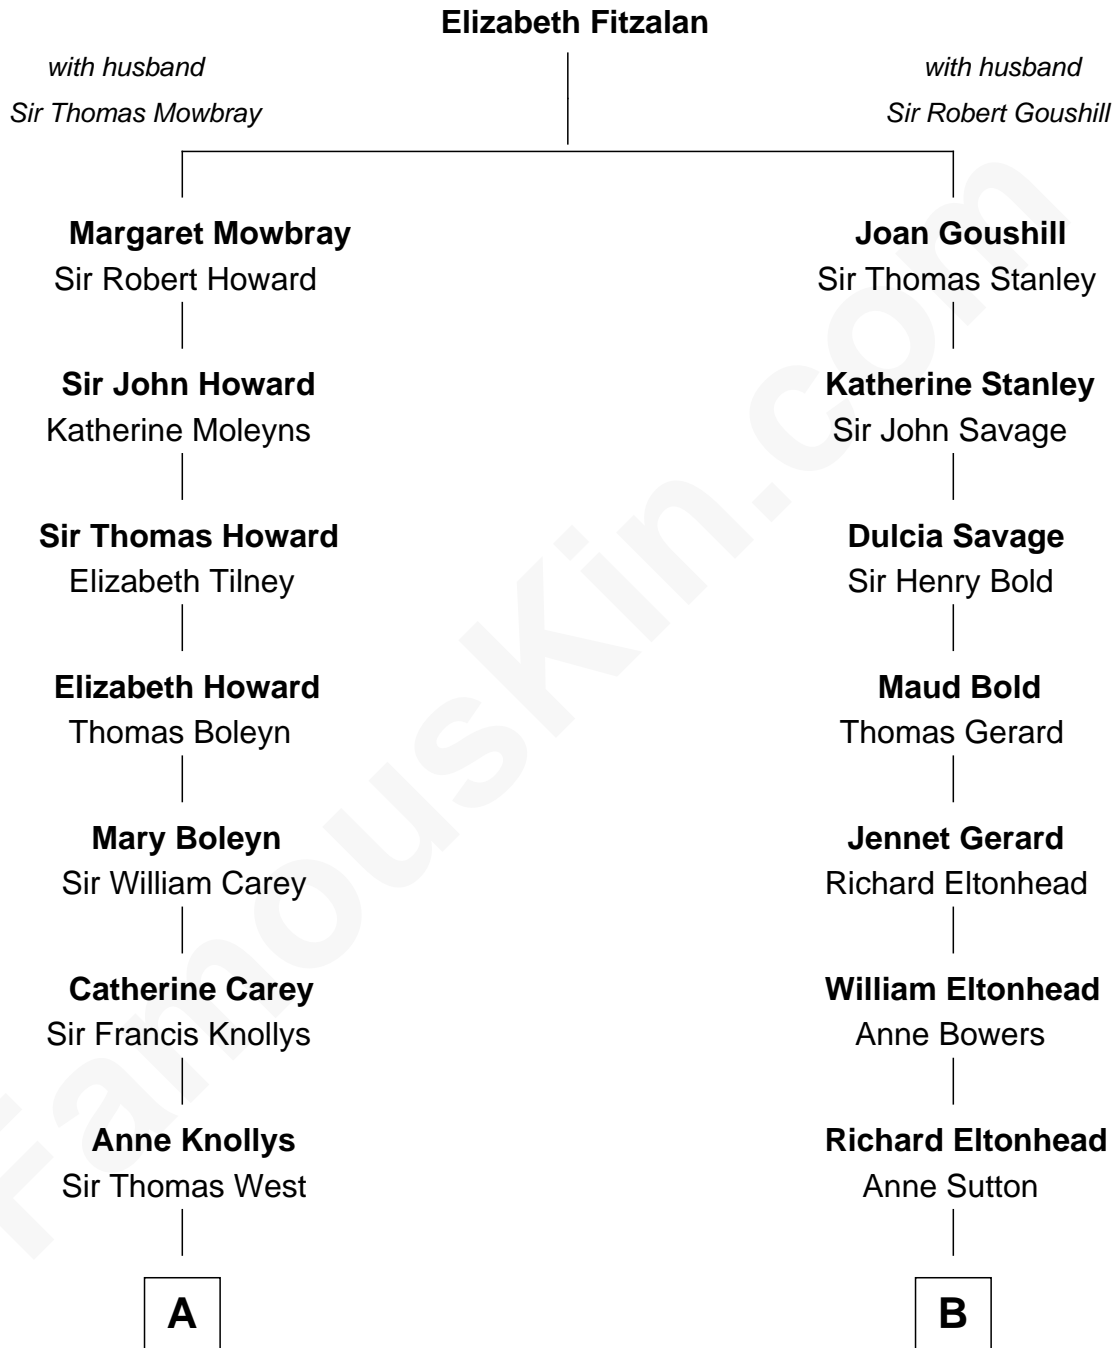 Elizabeth Fitzalan
with husband
Sir Thomas Mowbray
with husband
Sir Robert Goushill
Margaret Mowbray
Sir Robert Howard
Joan Goushill
Sir Thomas Stanley
Sir John Howard
Katherine Moleyns
Katherine Stanley
Sir John Savage
Sir Thomas Howard
Elizabeth Tilney
Dulcia Savage
Sir Henry Bold
Elizabeth Howard
Thomas Boleyn
Maud Bold
Thomas Gerard
Mary Boleyn
Sir William Carey
Jennet Gerard
Richard Eltonhead
Catherine Carey
Sir Francis Knollys
William Eltonhead
Anne Bowers
Anne Knollys
Sir Thomas West
Richard Eltonhead
Anne Sutton
A
B
FamousKin.com